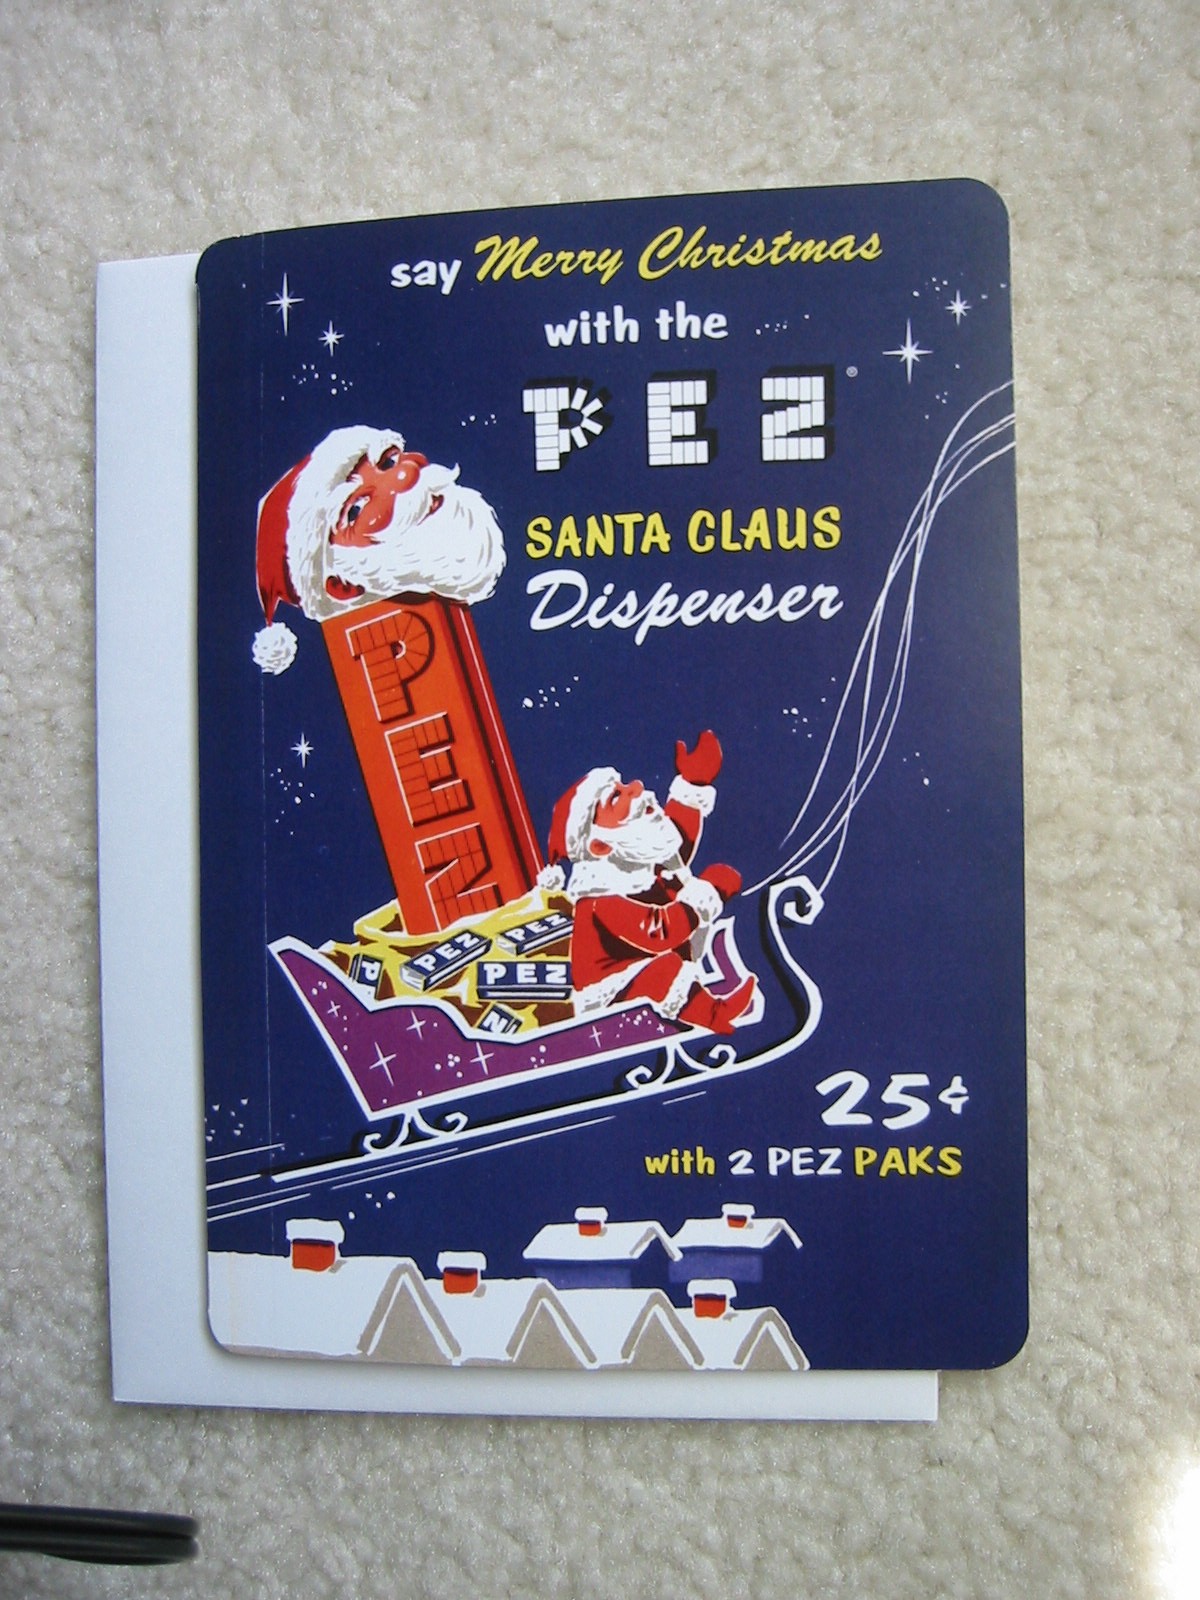 say Merry Christmas
with the
PEZ®
SANTA CLAUS
Dispenser
PEZ
PEZ
PEZ
P
PEZ
Z
25¢
with 2 PEZ PAKS